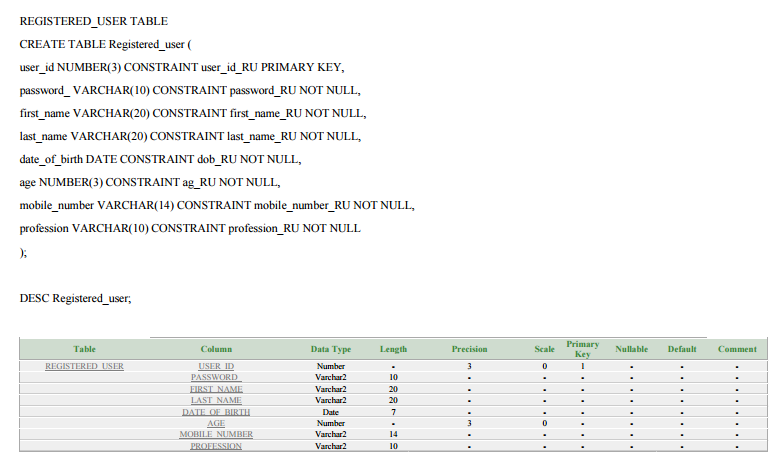 REGISTERED_USER TABLE
CREATE TABLE Registered_user (
user_id NUMBER(3) CONSTRAINT user_id_RU PRIMARY KEY,
password_ VARCHAR(10) CONSTRAINT password_RU NOT NULL,
first_name VARCHAR(20) CONSTRAINT first_name_RU NOT NULL,
last_name VARCHAR(20) CONSTRAINT last_name_RU NOT NULL,
date_of_birth DATE CONSTRAINT dob_RU NOT NULL,
age NUMBER(3) CONSTRAINT ag_RU NOT NULL,
mobile_number VARCHAR(14) CONSTRAINT mobile_number_RU NOT NULL,
profession VARCHAR(10) CONSTRAINT profession_RU NOT NULL
);
DESC Registered_user;
Table Column Data Type Length Precision Scale Primary Key Nullable Default Comment
REGISTERED_USER USER_ID Number - 3 0 1 - - -
PASSWORD_ Varchar2 10 - - - - - -
FIRST_NAME Varchar2 20 - - - - - -
LAST_NAME Varchar2 20 - - - - - -
DATE_OF_BIRTH Date 7 - - - - - -
AGE Number - 3 0 - - - -
MOBILE_NUMBER Varchar2 14 - - - - - -
PROFESSION Varchar2 10 - - - - - -